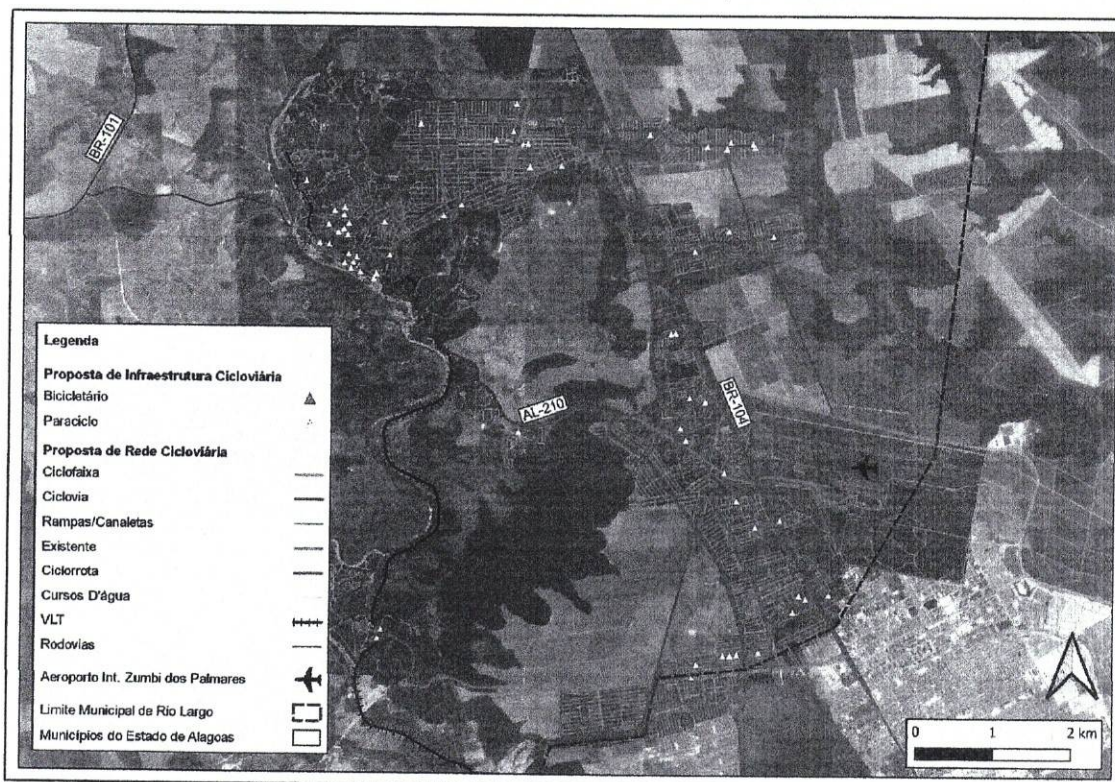 BR-101
AL-210
BR-104
Legenda
Proposta de Infraestrutura Cicloviária
Bicicletário
Paraciclo
Proposta de Rede Cicloviária
Ciclofaixa
Ciclovia
Rampas/Canaletas
Existente
Ciclorrota
Cursos D'água
VLT
Rodovias
Aeroporto Int. Zumbi dos Palmares
Limite Municipal de Rio Largo
Municípios do Estado de Alagoas
0 1 2 km